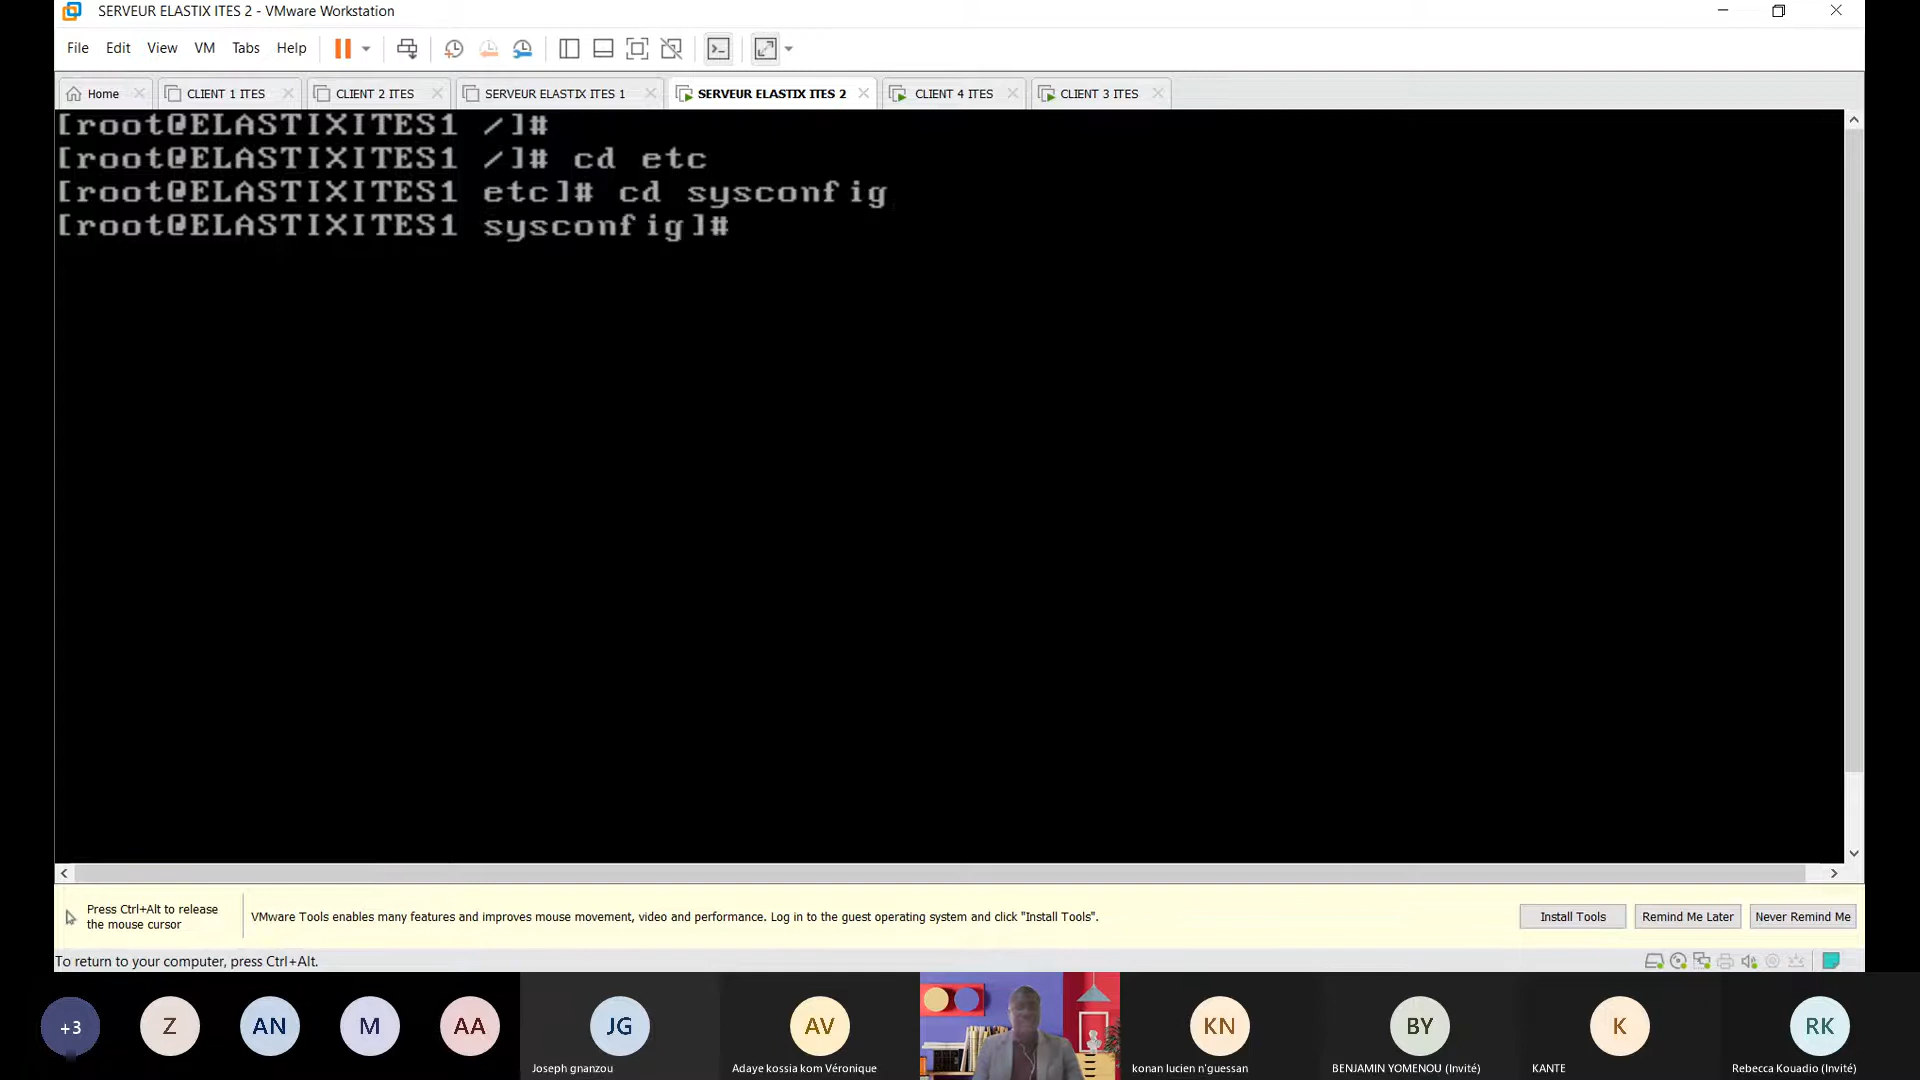 SERVEUR ELASTIX ITES 2 - VMware Workstation
File Edit View VM Tabs Help
Home CLIENT 1 ITES CLIENT 2 ITES SERVEUR ELASTIX ITES 1 SERVEUR ELASTIX ITES 2 CLIENT 4 ITES CLIENT 3 ITES
[root@ELASTIXITES1 /]#
[root@ELASTIXITES1 /]# cd etc
[root@ELASTIXITES1 etc]# cd sysconfig
[root@ELASTIXITES1 sysconfig]#
Press Ctrl+Alt to release
the mouse cursor
VMware Tools enables many features and improves mouse movement, video and performance. Log in to the guest operating system and click "Install Tools".
Install Tools Remind Me Later Never Remind Me
To return to your computer, press Ctrl+Alt.
+3 Z AN M AA JG AV KN BY K RK
Joseph gnanzou Adaye kossia kom Véronique konan lucien n'guessan BENJAMIN YOMENOU (Invité) KANTE Rebecca Kouadio (Invité)